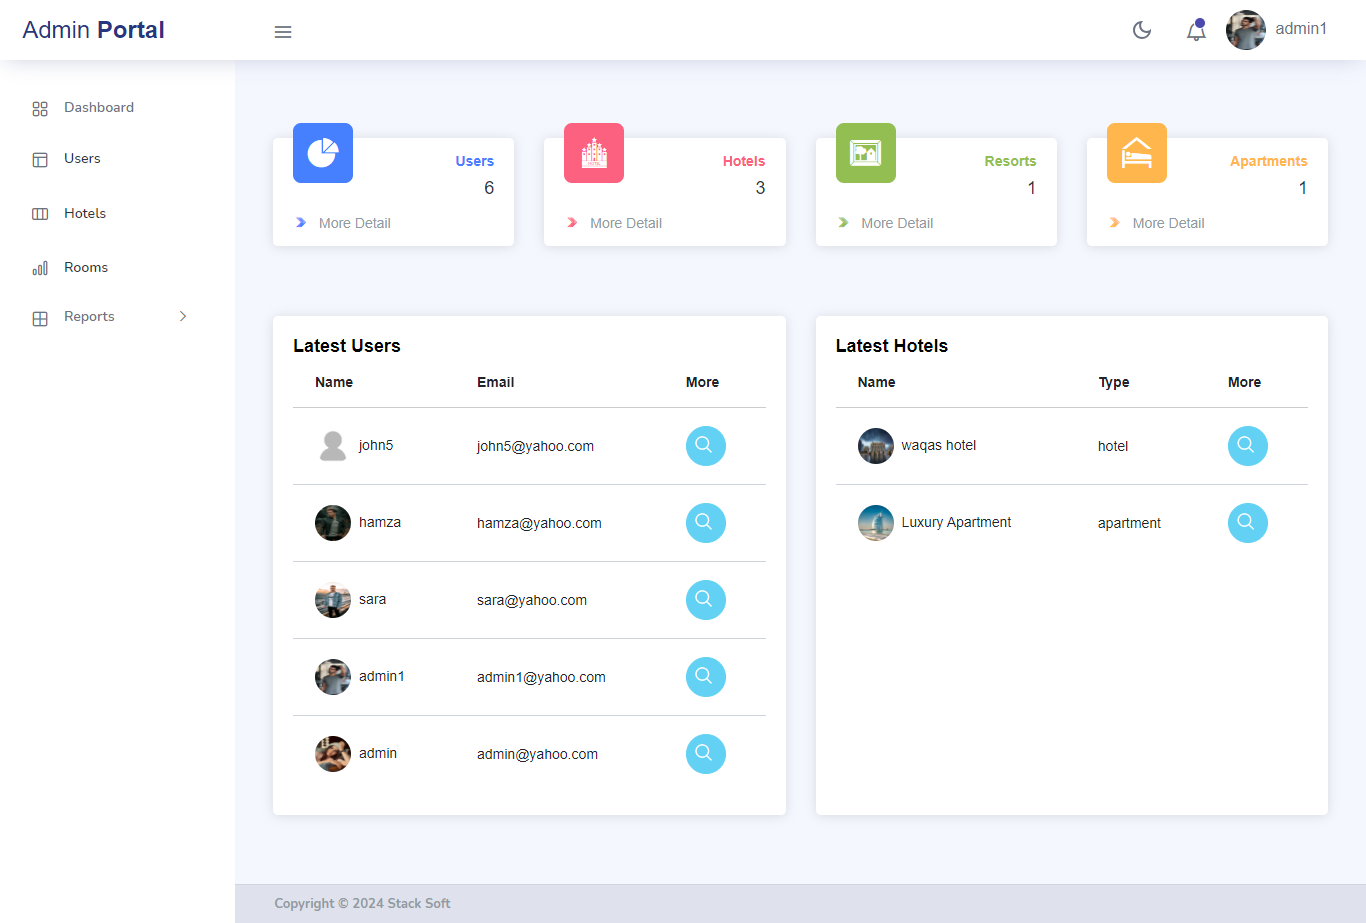 Admin Portal
admin1
Dashboard
Users
Hotels
Rooms
Reports
Users
6
More Detail
Hotels
3
More Detail
Resorts
1
More Detail
Apartments
1
More Detail
Latest Users
Name Email More
john5 john5@yahoo.com
hamza hamza@yahoo.com
sara sara@yahoo.com
admin1 admin1@yahoo.com
admin admin@yahoo.com
Latest Hotels
Name Type More
waqas hotel hotel
Luxury Apartment apartment
Copyright © 2024 Stack Soft